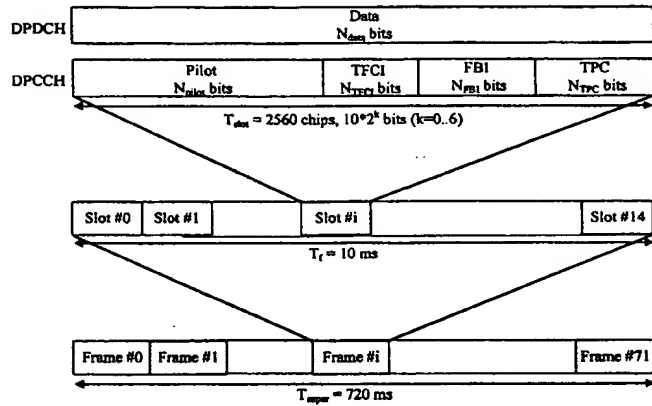 DPDCH
Data
N_data bits
DPCCH
Pilot
N_pilot bits
TFCI
N_TFCI bits
FBI
N_FBI bits
TPC
N_TPC bits
T_slot = 2560 chips, 10*2^k bits (k=0..6)
Slot #0 Slot #1 Slot #i Slot #14
T_f = 10 ms
Frame #0 Frame #1 Frame #i Frame #71
T_super = 720 ms